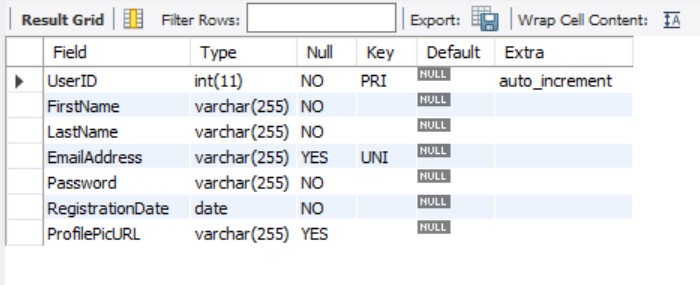 Result Grid Filter Rows: Export: Wrap Cell Content: IA
Field Type Null Key Default Extra
UserID int(11) NO PRI NULL auto_increment
FirstName varchar(255) NO NULL
LastName varchar(255) NO NULL
EmailAddress varchar(255) YES UNI NULL
Password varchar(255) NO NULL
RegistrationDate date NO NULL
ProfilePicURL varchar(255) YES NULL